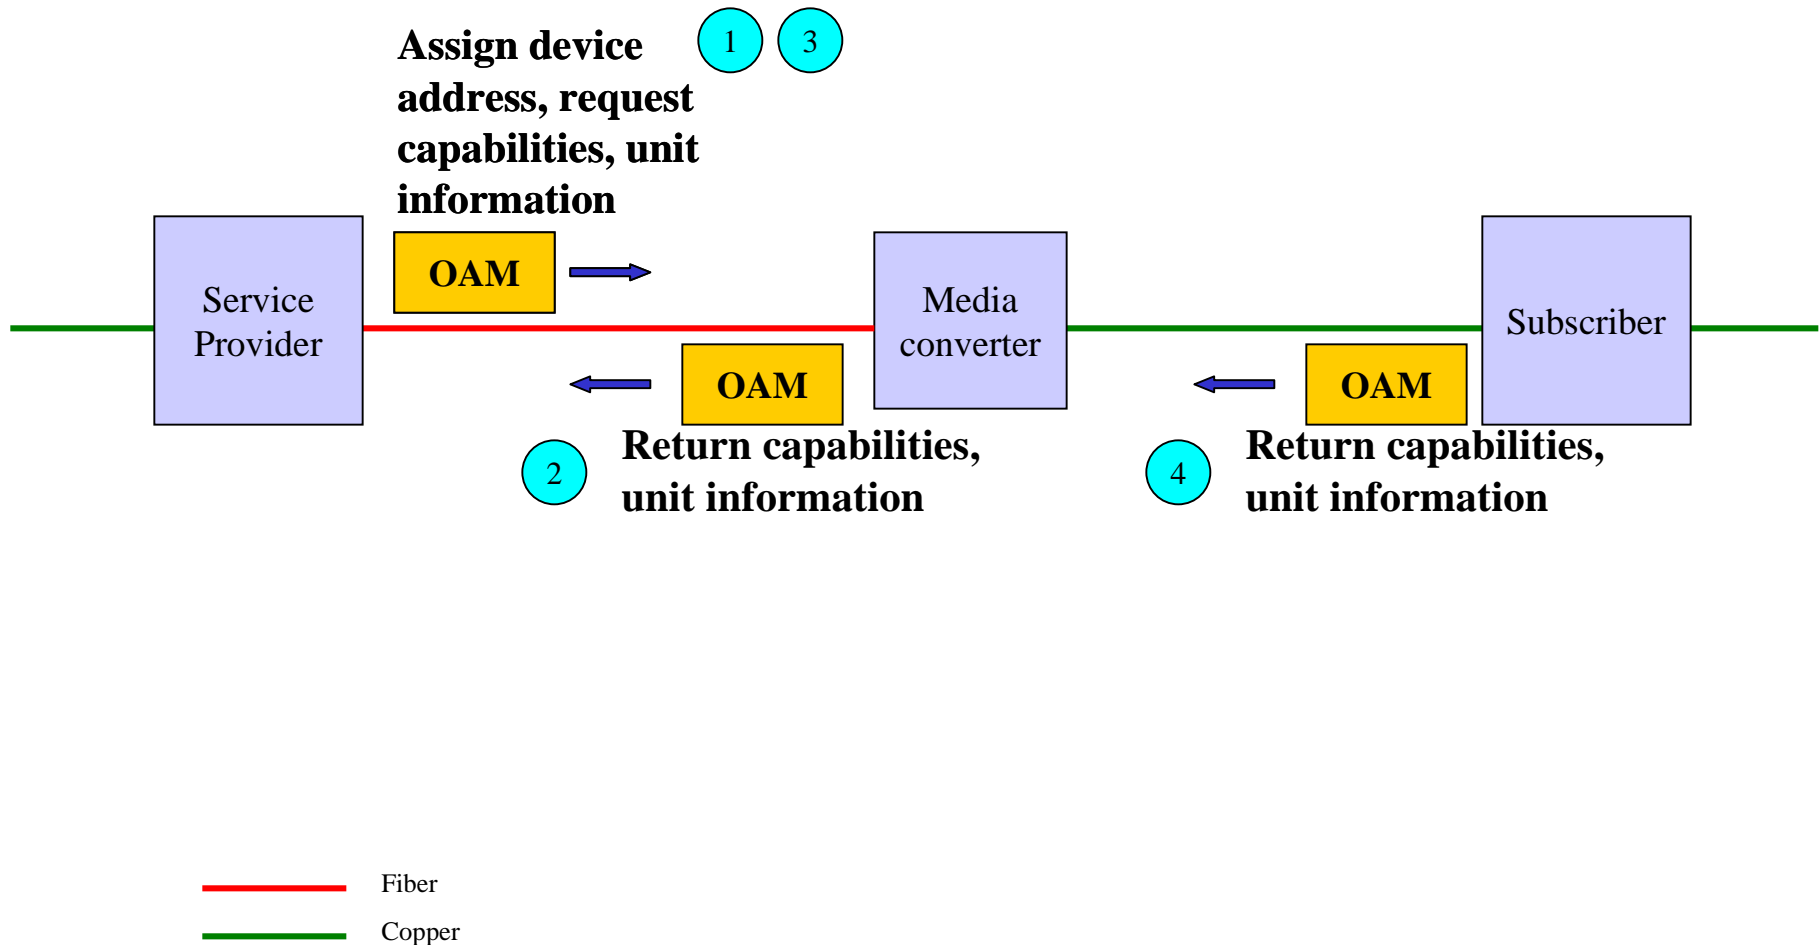 Assign device
address, request
capabilities, unit
information
1
3
Service
Provider
OAM
Media
converter
Subscriber
OAM
OAM
2
Return capabilities,
unit information
4
Return capabilities,
unit information
Fiber
Copper